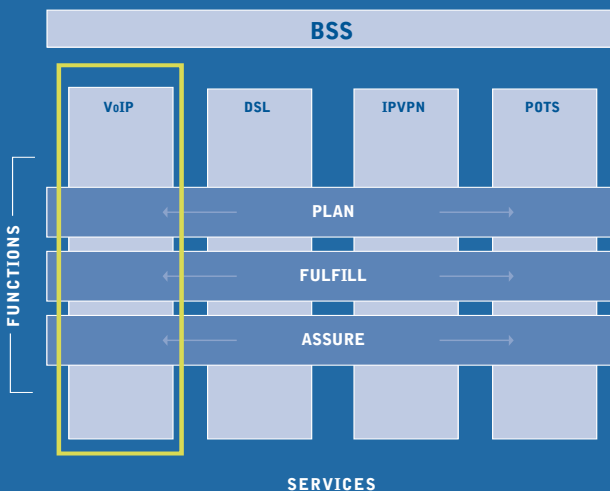 BSS
VoIP
DSL
IPVPN
POTS
PLAN
FULFILL
ASSURE
FUNCTIONS
SERVICES